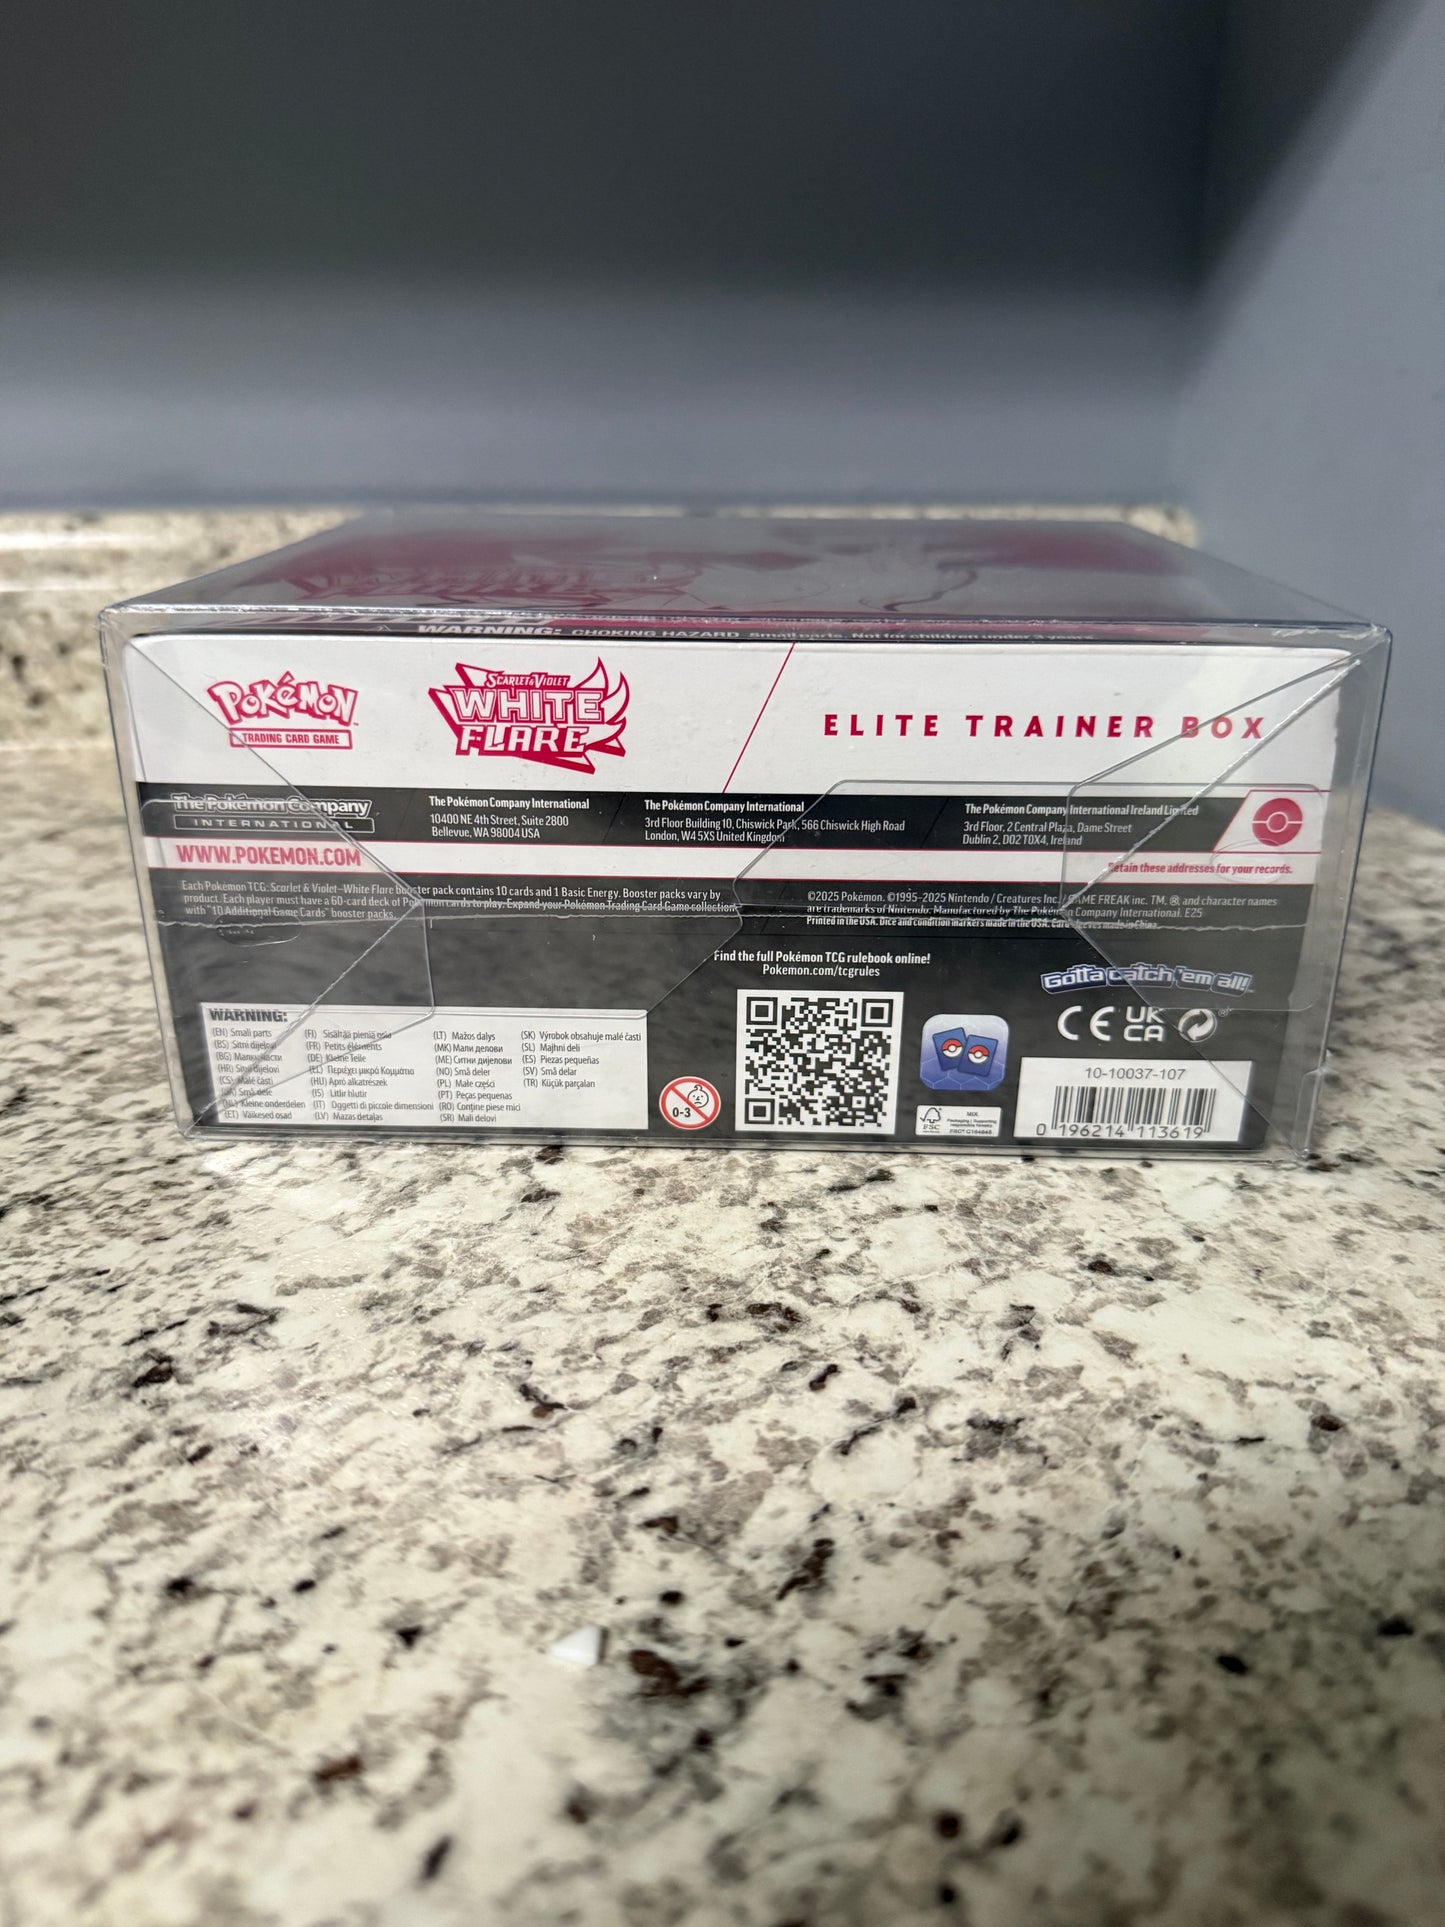 WARNING: CHOKING HAZARD Small parts. Not for children under 3 years.
POKéMON
TRADING CARD GAME
SCARLET & VIOLET
WHITE
FLARE
ELITE TRAINER BOX
The Pokémon Company
INTERNATIONAL
The Pokémon Company International
10400 NE 4th Street, Suite 2800
Bellevue, WA 98004 USA
The Pokémon Company International
3rd Floor Building 10, Chiswick Park, 566 Chiswick High Road
London, W4 5XS United Kingdom
The Pokémon Company International Ireland Limited
3rd Floor, 2 Central Plaza, Dame Street
Dublin 2, D02 T0X4, Ireland
WWW.POKEMON.COM
Retain these addresses for your records.
Each Pokémon TCG: Scarlet & Violet—White Flare booster pack contains 10 cards and 1 Basic Energy. Booster packs vary by
product. Each player must have a 60-card deck of Pokémon cards to play. Expand your Pokémon Trading Card Game collection
with "10 Additional Game Cards" booster packs.
©2025 Pokémon. ©1995-2025 Nintendo / Creatures Inc. / GAME FREAK inc. TM, ®, and character names
are trademarks of Nintendo. Manufactured by The Pokémon Company International. E25
Printed in the USA. Dice and condition markers made in the USA. Card sleeves made in China.
Find the full Pokémon TCG rulebook online!
Pokemon.com/tcgrules
Gotta catch 'em all!
®
WARNING:
(EN) Small parts
(BS) Sitni dijelovi
(BG) Малки части
(HR) Sitni dijelovi
(CS) Malé části
(DK) Små dele
(NL) Kleine onderdelen
(ET) Väikesed osad
(FI) Sisältää pieniä osia
(FR) Petits éléments
(DE) Kleine Teile
(EL) Περιέχει μικρά Κομμάτια
(HU) Apró alkatrészek
(IS) Litlir hlutir
(IT) Oggetti di piccole dimensioni
(LV) Mazas detaļas
(LT) Mažos dalys
(MK) Мали делови
(ME) Ситни дијелови
(NO) Små deler
(PL) Małe części
(PT) Peças pequenas
(RO) Conține piese mici
(SR) Mali delovi
(SK) Výrobok obsahuje malé časti
(SL) Majhni deli
(ES) Piezas pequeñas
(SV) Små delar
(TR) Küçük parçalar
0-3
CE UK
CA
FSC
MIX
Packaging | Supporting
responsible forestry
FSC® C164845
10-10037-107
0 196214 113619